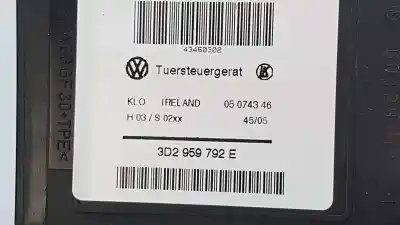 43460302
Tuersteuergerat
KLO IRELAND 05 0743 46
H 03 / S 02xx 45/05
3D2 959 792 E